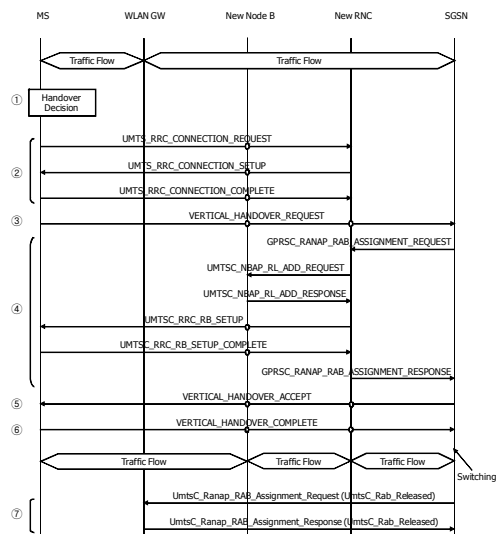 MS WLAN GW New Node B New RNC SGSN
Traffic Flow Traffic Flow
① Handover
Decision
UMTS_RRC_CONNECTION_REQUEST
② UMTS_RRC_CONNECTION_SETUP
UMTS_RRC_CONNECTION_COMPLETE
③ VERTICAL_HANDOVER_REQUEST
GPRSC_RANAP_RAB_ASSIGNMENT_REQUEST
UMTSC_NBAP_RL_ADD_REQUEST
UMTSC_NBAP_RL_ADD_RESPONSE
④ UMTSC_RRC_RB_SETUP
UMTSC_RRC_RB_SETUP_COMPLETE
GPRSC_RANAP_RAB_ASSIGNMENT_RESPONSE
⑤ VERTICAL_HANDOVER_ACCEPT
⑥ VERTICAL_HANDOVER_COMPLETE
Traffic Flow Traffic Flow Traffic Flow
Switching
UmtsC_Ranap_RAB_Assignment_Request (UmtsC_Rab_Released)
⑦ UmtsC_Ranap_RAB_Assignment_Response (UmtsC_Rab_Released)